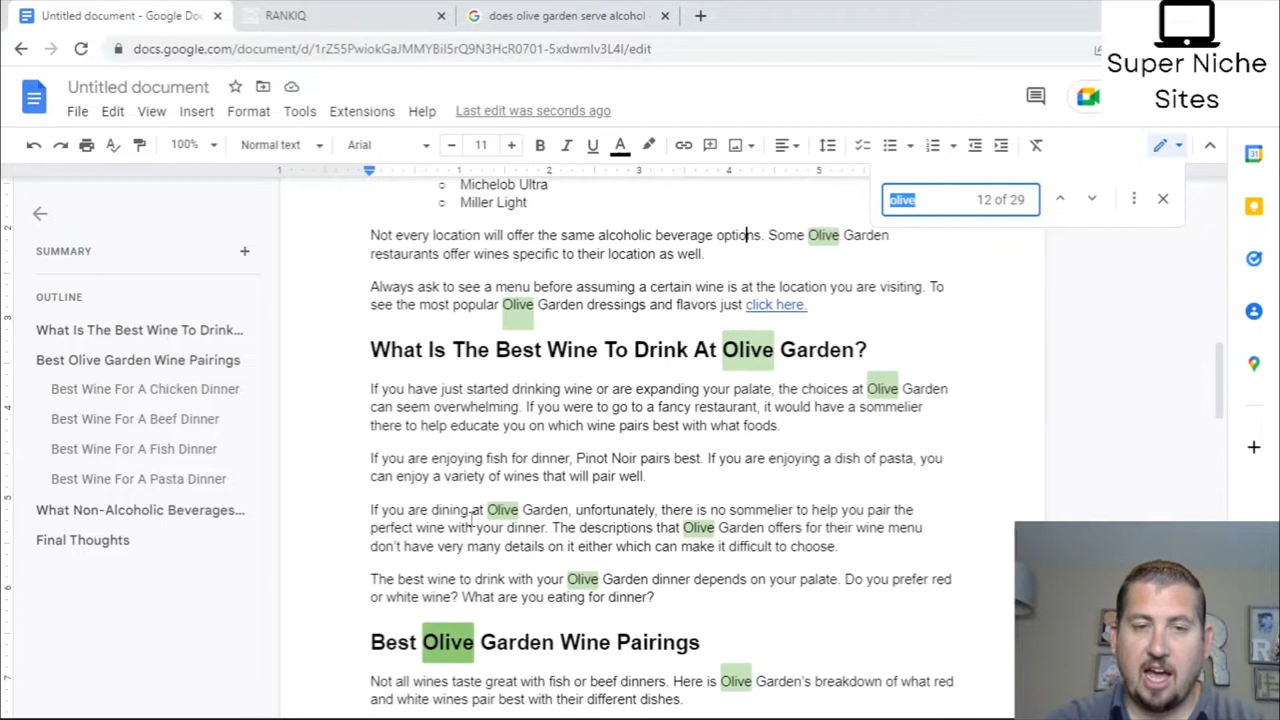 Untitled document - Google Doc
RANKIQ
does olive garden serve alcohol
docs.google.com/document/d/1rZ55PwiokGaJMMYBiI5rQ9N3HcR0701-5xdwmIv3L4I/edit
Super Niche
Sites
Untitled document
File Edit View Insert Format Tools Extensions Help Last edit was seconds ago
100% Normal text Arial 11
1 1 2 3 4 5
olive 12 of 29
SUMMARY
OUTLINE
What Is The Best Wine To Drink...
Best Olive Garden Wine Pairings
Best Wine For A Chicken Dinner
Best Wine For A Beef Dinner
Best Wine For A Fish Dinner
Best Wine For A Pasta Dinner
What Non-Alcoholic Beverages...
Final Thoughts
Michelob Ultra
Miller Light
Not every location will offer the same alcoholic beverage options. Some Olive Garden
restaurants offer wines specific to their location as well.
Always ask to see a menu before assuming a certain wine is at the location you are visiting. To
see the most popular Olive Garden dressings and flavors just click here.
What Is The Best Wine To Drink At Olive Garden?
If you have just started drinking wine or are expanding your palate, the choices at Olive Garden
can seem overwhelming. If you were to go to a fancy restaurant, it would have a sommelier
there to help educate you on which wine pairs best with what foods.
If you are enjoying fish for dinner, Pinot Noir pairs best. If you are enjoying a dish of pasta, you
can enjoy a variety of wines that will pair well.
If you are dining at Olive Garden, unfortunately, there is no sommelier to help you pair the
perfect wine with your dinner. The descriptions that Olive Garden offers for their wine menu
don't have very many details on it either which can make it difficult to choose.
The best wine to drink with your Olive Garden dinner depends on your palate. Do you prefer red
or white wine? What are you eating for dinner?
Best Olive Garden Wine Pairings
Not all wines taste great with fish or beef dinners. Here is Olive Garden's breakdown of what red
and white wines pair best with their different dishes.